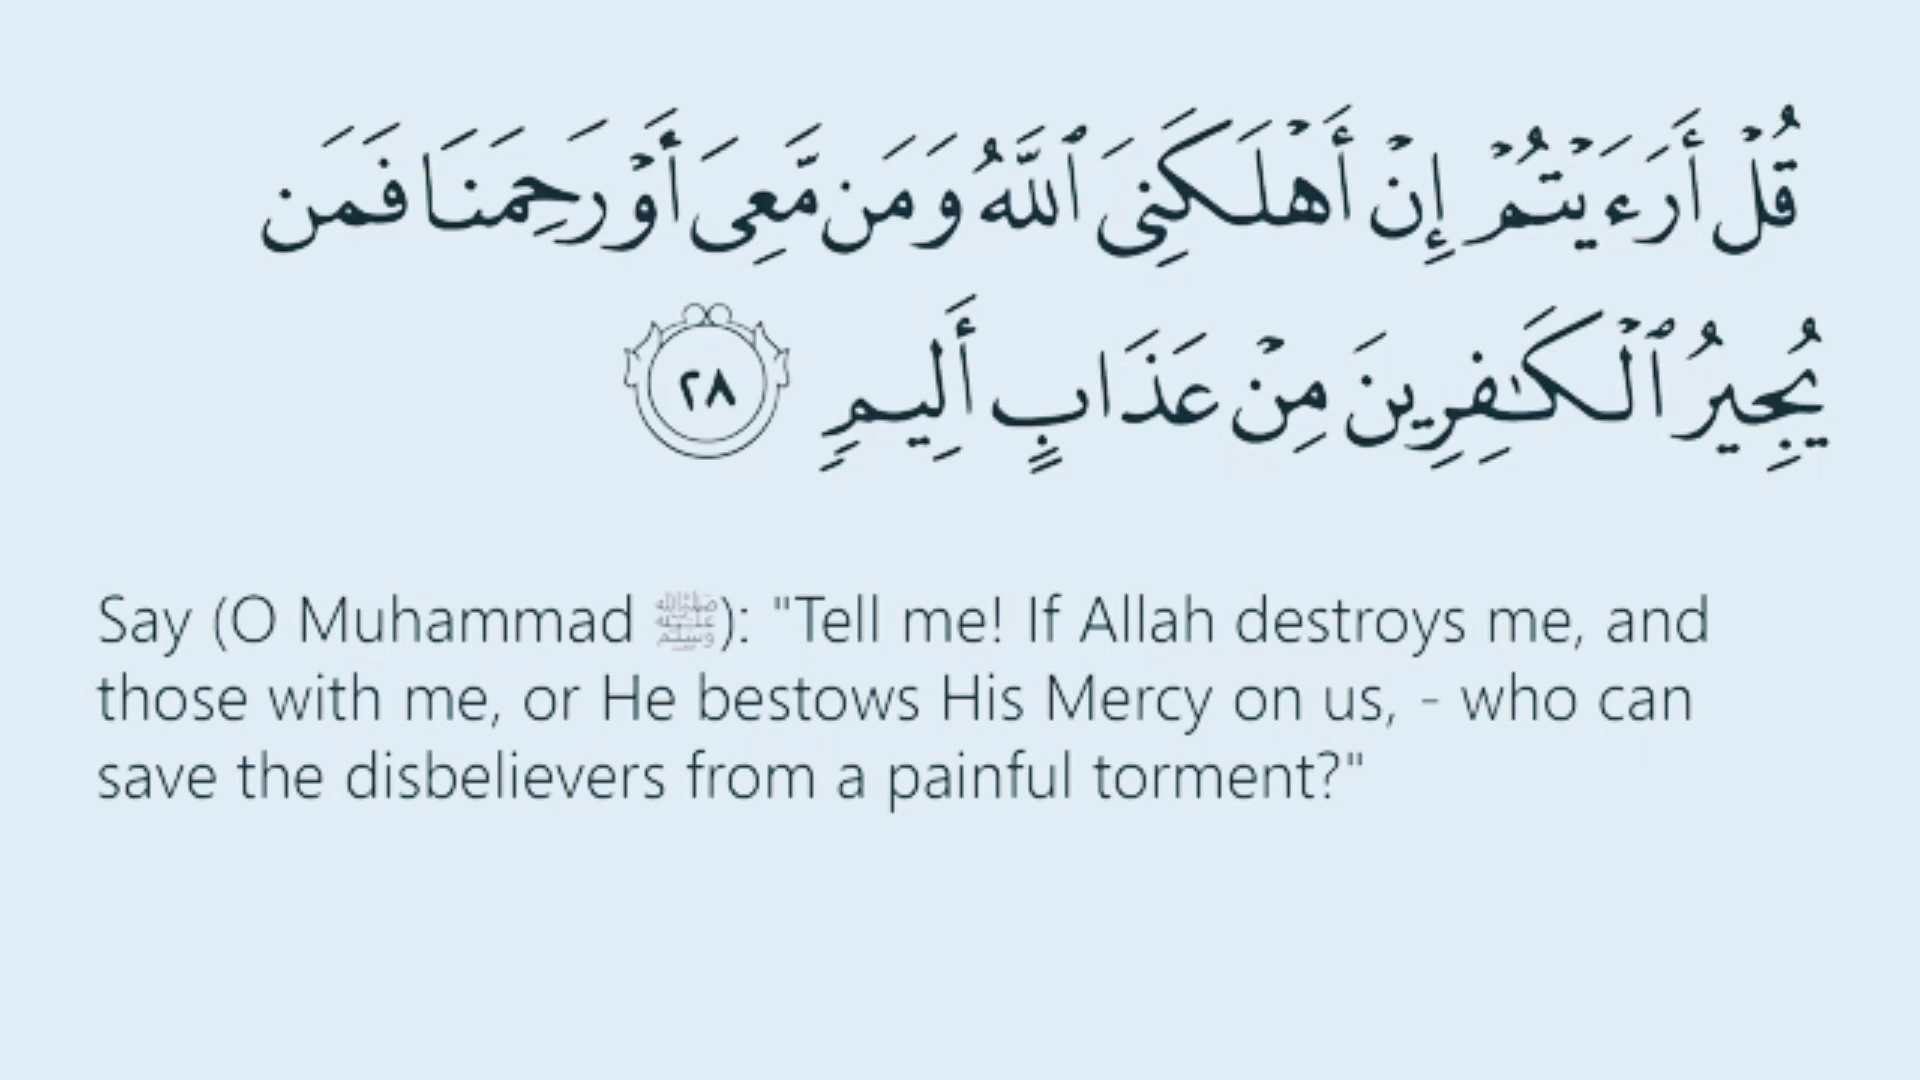 قُلْ أَرَءَيْتُمْ إِنْ أَهْلَكَنِىَ ٱللَّهُ وَمَن مَّعِىَ أَوْ رَحِمَنَا فَمَن
يُجِيرُ ٱلْكَـٰفِرِينَ مِنْ عَذَابٍ أَلِيمٍ ٢٨
Say (O Muhammad ﷺ): "Tell me! If Allah destroys me, and
those with me, or He bestows His Mercy on us, - who can
save the disbelievers from a painful torment?"